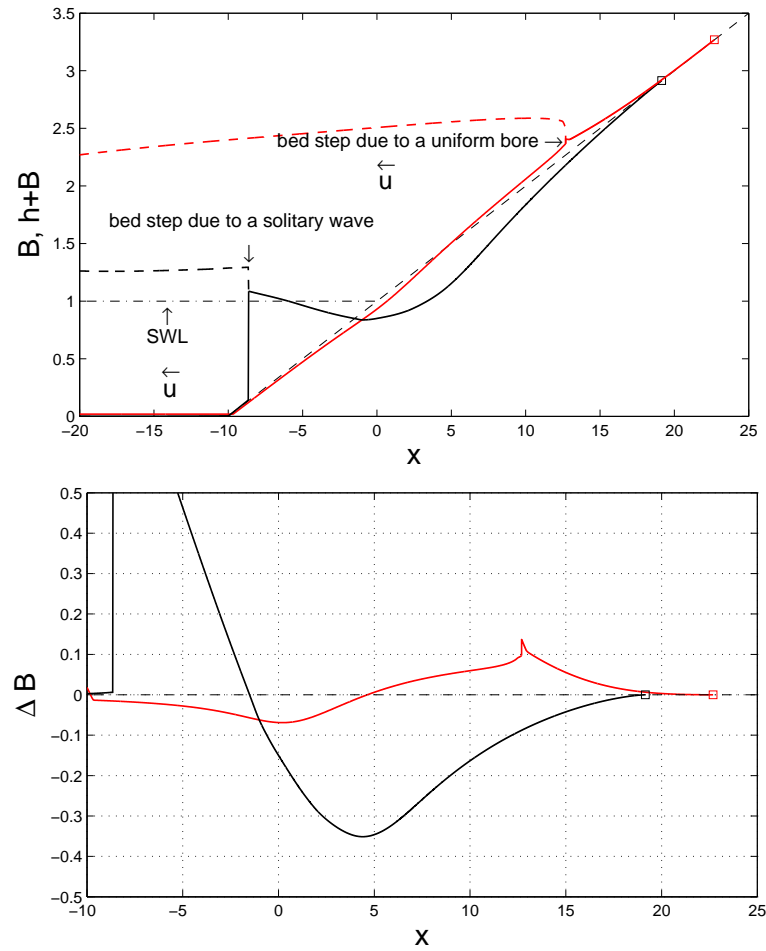 3.5
3
2.5
2
1.5
1
0.5
0
B, h+B
bed step due to a uniform bore →
←
u
bed step due to a solitary wave
↓
↑
SWL
←
u
−20 −15 −10 −5 0 5 10 15 20 25
x
0.5
0.4
0.3
0.2
0.1
0
−0.1
−0.2
−0.3
−0.4
−0.5
Δ B
−10 −5 0 5 10 15 20 25
x